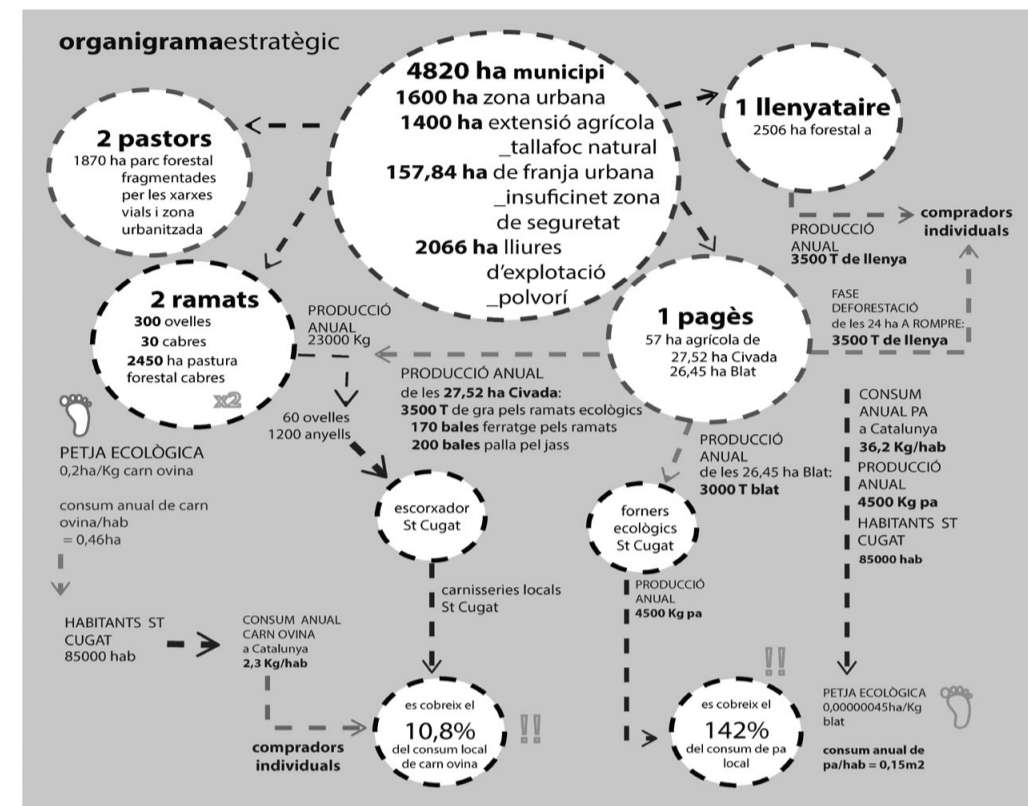 organigramaestratègic
4820 ha municipi
1600 ha zona urbana
1400 ha extensió agrícola
_tallafoc natural
157,84 ha de franja urbana
_insuficinet zona
de seguretat
2066 ha lliures
d'explotació
_polvorí
2 pastors
1870 ha parc forestal
fragmentades
per les xarxes
vials i zona
urbanitzada
1 llenyataire
2506 ha forestal a
PRODUCCIÓ
ANUAL
3500 T de llenya
compradors
individuals
2 ramats
300 ovelles
30 cabres
2450 ha pastura
forestal cabres
x2
PRODUCCIÓ
ANUAL
23000 Kg
60 ovelles
1200 anyells
1 pagès
57 ha agrícola de
27,52 ha Civada
26,45 ha Blat
FASE
DEFORESTACIÓ
de les 24 ha A ROMPRE:
3500 T de llenya
PRODUCCIÓ ANUAL
de les 27,52 ha Civada:
3500 T de gra pels ramats ecològics
170 bales ferratge pels ramats
200 bales palla pel jass
PRODUCCIÓ
ANUAL
de les 26,45 ha Blat:
3000 T blat
CONSUM
ANUAL PA
a Catalunya
36,2 Kg/hab
PRODUCCIÓ
ANUAL
4500 Kg pa
HABITANTS ST
CUGAT
85000 hab
PETJA ECOLÒGICA
0,2ha/Kg carn ovina
consum anual de carn
ovina/hab
= 0,46ha
escorxador
St Cugat
forners
ecològics
St Cugat
carnisseries locals
St Cugat
PRODUCCIÓ
ANUAL
4500 Kg pa
HABITANTS ST
CUGAT
85000 hab
CONSUM ANUAL
CARN OVINA
a Catalunya
2,3 Kg/hab
compradors
individuals
es cobreix el
10,8%
del consum local
de carn ovina
!!
!!
es cobreix el
142%
del consum de pa
local
PETJA ECOLÒGICA
0,00000045ha/Kg
blat
consum anual de
pa/hab = 0,15m2